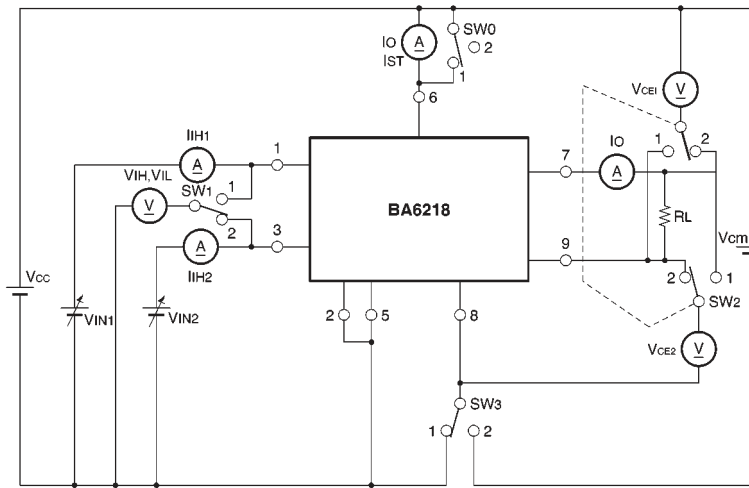 SW0
IO
IST
A
2
1
6
VCE1
V
IIH1
A
1
7
IO
A
1
2
VIH,VIL
V
SW1
1
2
BA6218
RL
VCC
A
IIH2
3
9
Vcm
2
1
SW2
VIN1
VIN2
2
5
8
VCE2
V
SW3
1
2